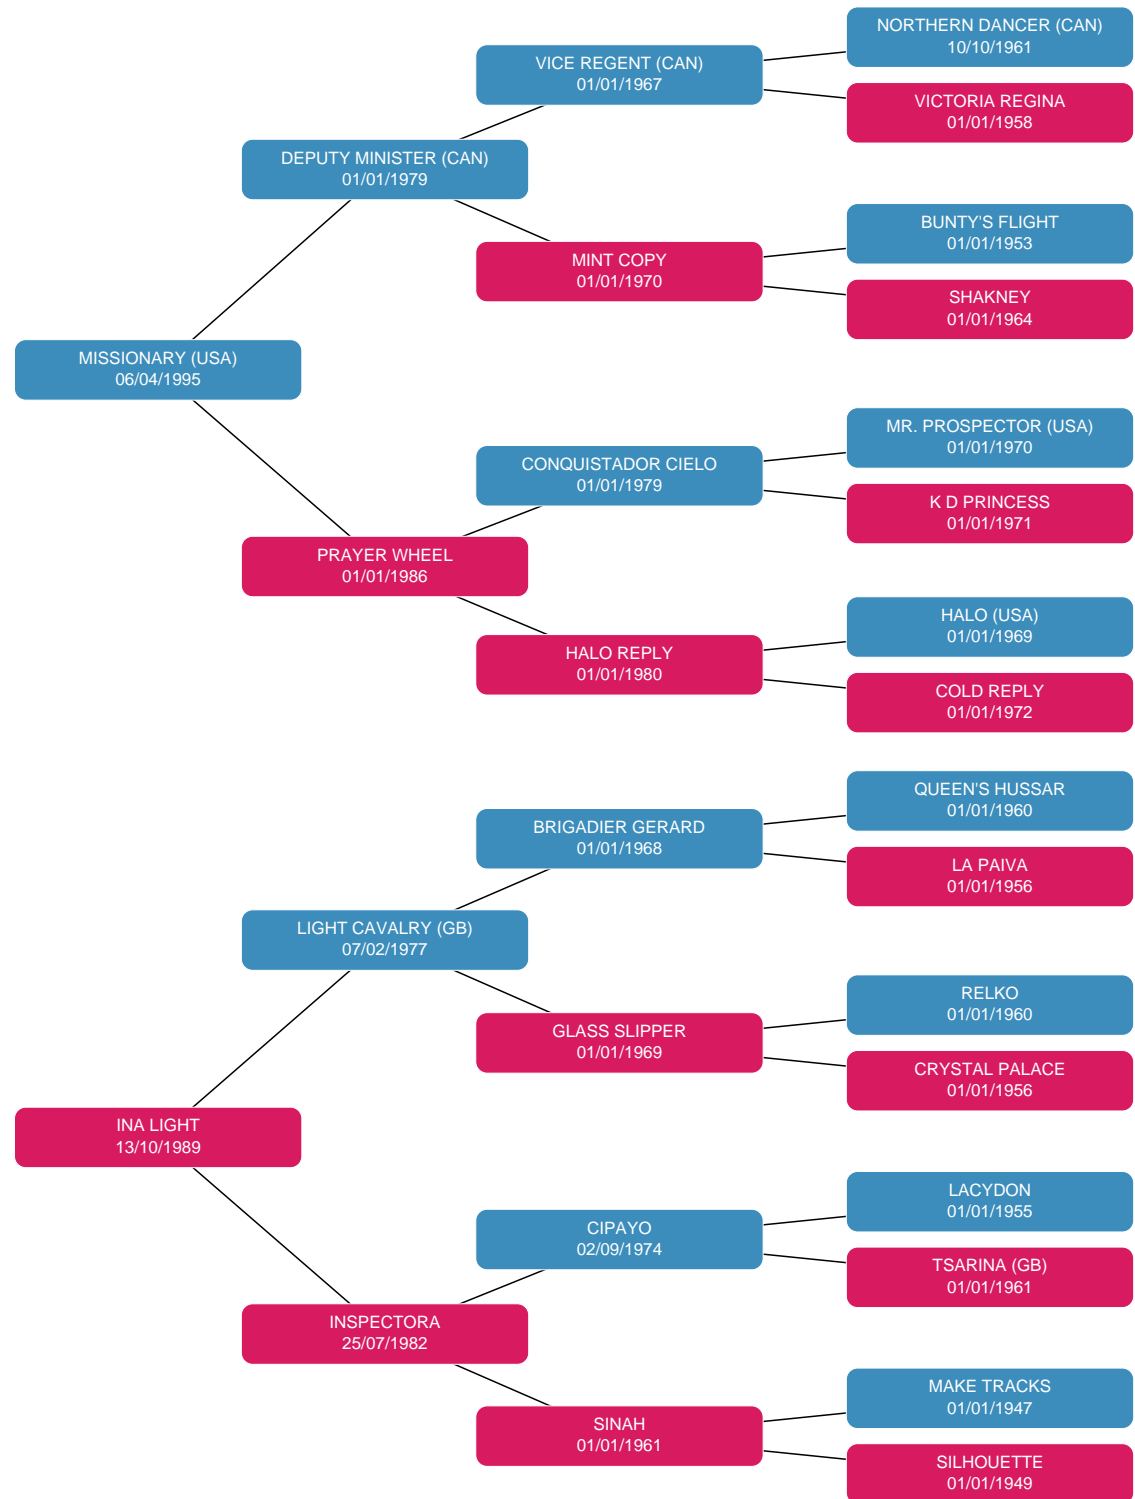 NORTHERN DANCER (CAN)
10/10/1961
VICE REGENT (CAN)
01/01/1967
VICTORIA REGINA
01/01/1958
DEPUTY MINISTER (CAN)
01/01/1979
BUNTY'S FLIGHT
01/01/1953
MINT COPY
01/01/1970
SHAKNEY
01/01/1964
MISSIONARY (USA)
06/04/1995
MR. PROSPECTOR (USA)
01/01/1970
CONQUISTADOR CIELO
01/01/1979
K D PRINCESS
01/01/1971
PRAYER WHEEL
01/01/1986
HALO (USA)
01/01/1969
HALO REPLY
01/01/1980
COLD REPLY
01/01/1972
QUEEN'S HUSSAR
01/01/1960
BRIGADIER GERARD
01/01/1968
LA PAIVA
01/01/1956
LIGHT CAVALRY (GB)
07/02/1977
RELKO
01/01/1960
GLASS SLIPPER
01/01/1969
CRYSTAL PALACE
01/01/1956
INA LIGHT
13/10/1989
LACYDON
01/01/1955
CIPAYO
02/09/1974
TSARINA (GB)
01/01/1961
INSPECTORA
25/07/1982
MAKE TRACKS
01/01/1947
SINAH
01/01/1961
SILHOUETTE
01/01/1949